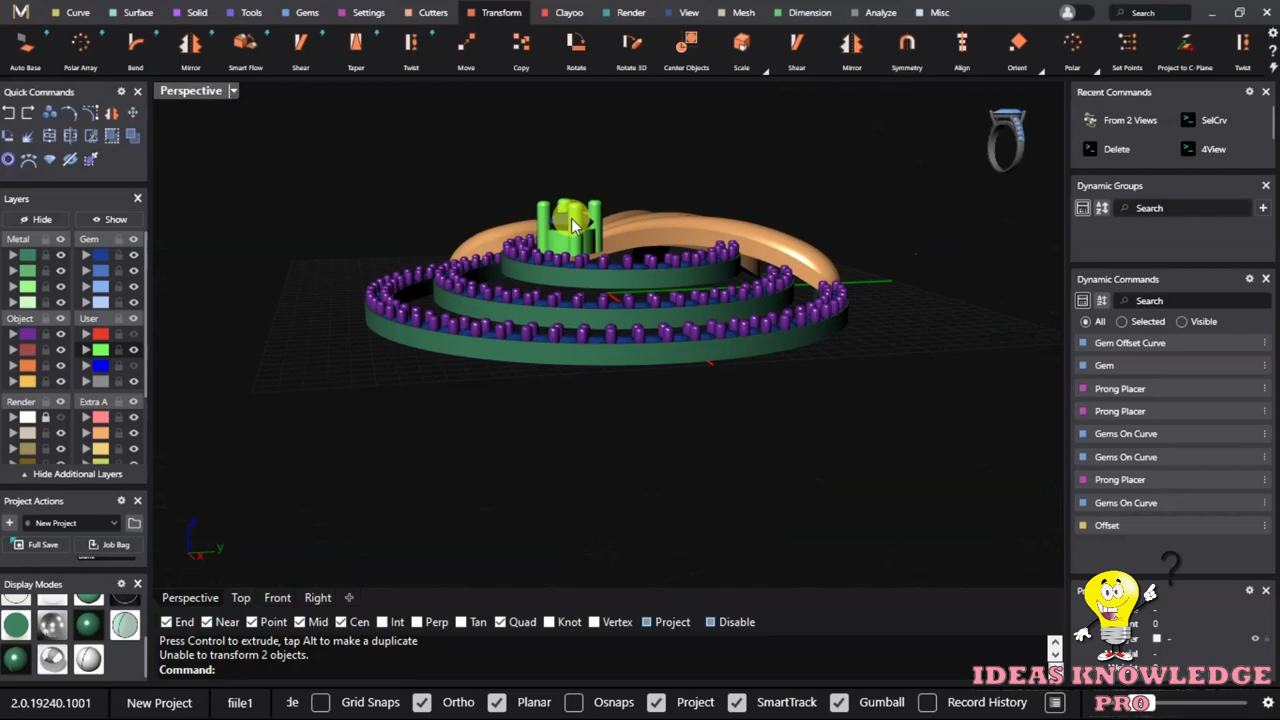 Curve Surface Solid Tools Gems Settings Cutters Transform Clayoo Render View Mesh Dimension Analyze Misc Search
Auto Base Polar Array Bend Mirror Smart Flow Shear Taper Twist Move Copy Rotate Rotate 3D Center Objects Scale Shear Mirror Symmetry Align Orient Polar Set Points Project to C-Plane Twist
Quick Commands
Perspective
Recent Commands
From 2 Views SelCrv
Delete 4View
Layers
Hide Show
Metal Gem
Object User
Render Extra A
Hide Additional Layers
Project Actions
New Project
Full Save Job Bag
Display Modes
Dynamic Groups
Search
Dynamic Commands
Search
All Selected Visible
Gem Offset Curve
Gem
Prong Placer
Prong Placer
Gems On Curve
Gems On Curve
Prong Placer
Gems On Curve
Offset
z
x y
Perspective Top Front Right
End Near Point Mid Cen Int Perp Tan Quad Knot Vertex Project Disable
Press Control to extrude, tap Alt to make a duplicate
Unable to transform 2 objects.
Command:
?
IDEAS KNOWLEDGE
PRO
2.0.19240.1001 New Project fiile1 de Grid Snaps Ortho Planar Osnaps Project SmartTrack Gumball Record History